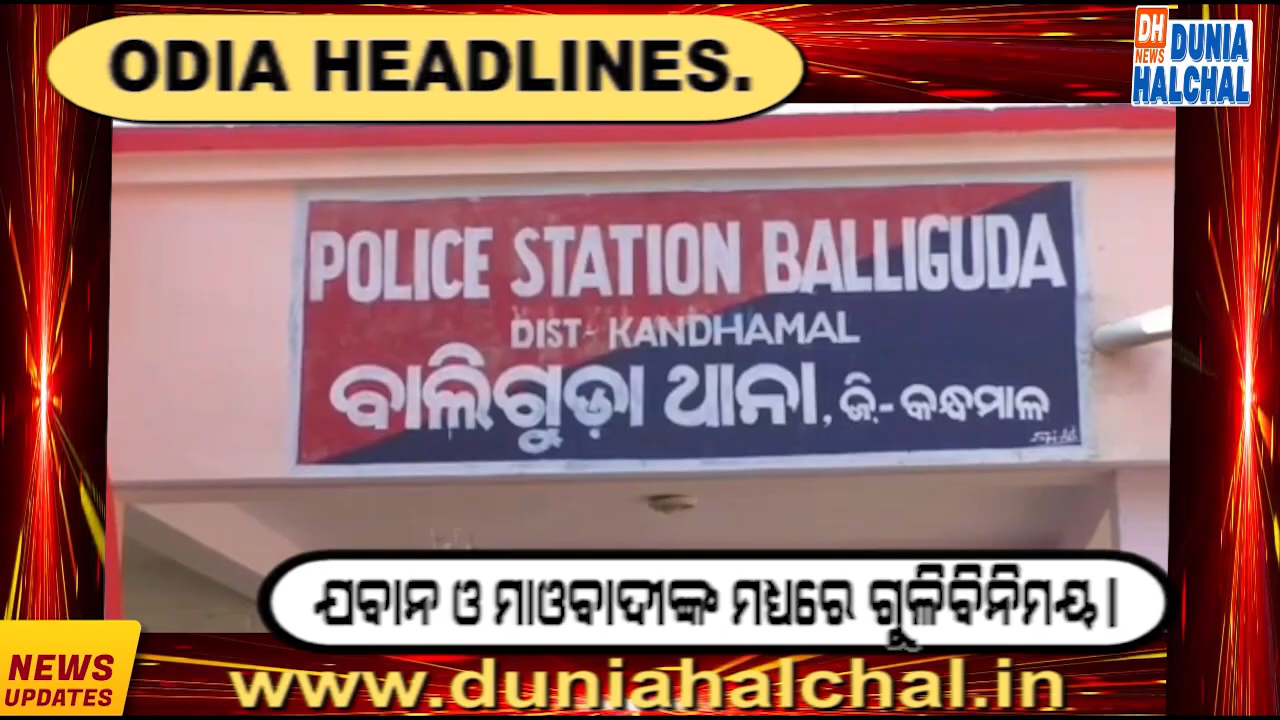 ODIA HEADLINES.
DH
NEWS
DUNIA
HALCHAL
POLICE STATION BALLIGUDA
DIST- KANDHAMAL
ବାଲିଗୁଡ଼ା ଥାନା, ଜି.- କନ୍ଧମାଳ
ଯବାନ ଓ ମାଓବାଦୀଙ୍କ ମଧ୍ୟରେ ଗୁଳିବିନିମୟ।
NEWS
UPDATES
www.duniahalchal.in